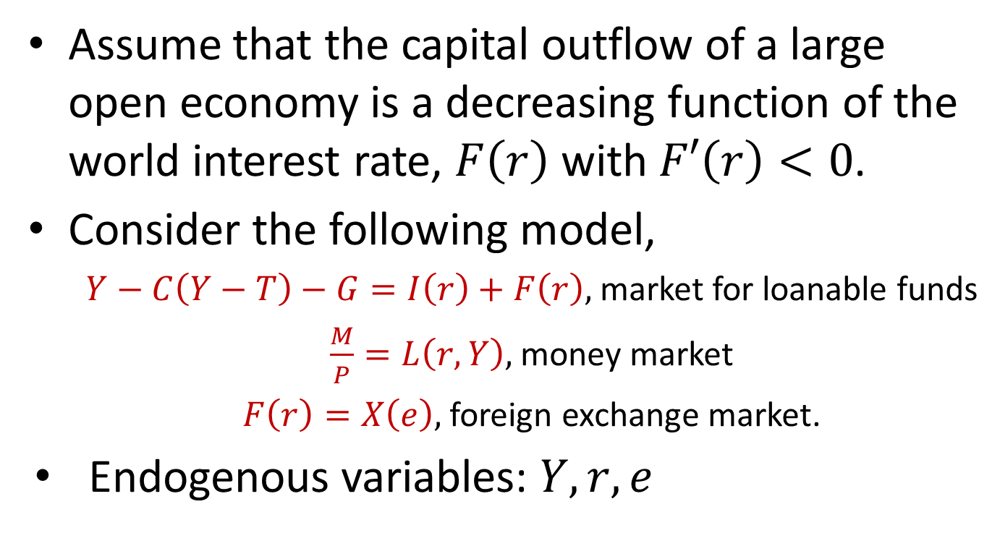 • Assume that the capital outflow of a large
open economy is a decreasing function of the
world interest rate, F(r) with F′(r) < 0.
• Consider the following model,
Y − C(Y − T) − G = I(r) + F(r), market for loanable funds
M/P = L(r, Y), money market
F(r) = X(e), foreign exchange market.
• Endogenous variables: Y, r, e